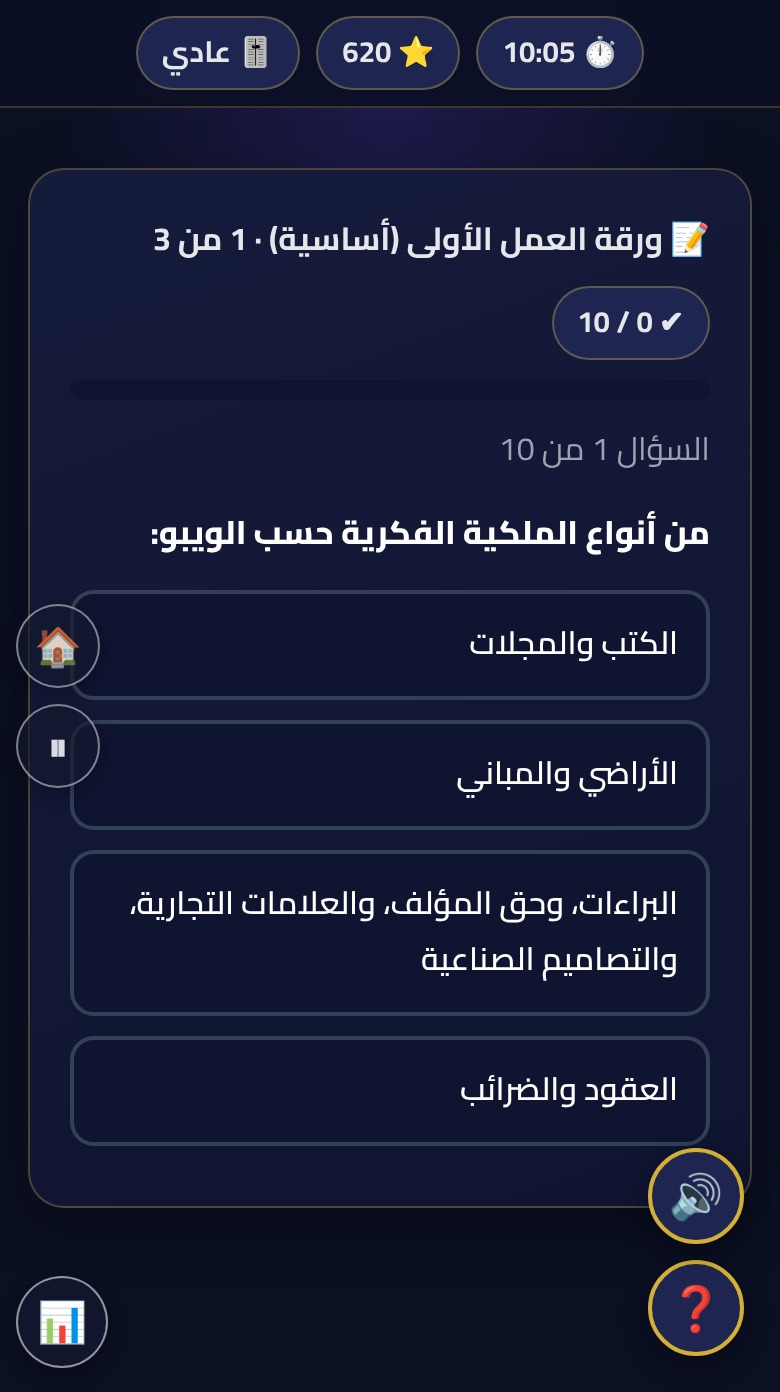 ⏱️ 10:05
⭐ 620
🎚️ عادي
📝 ورقة العمل الأولى (أساسية) · 1 من 3
✔ 0 / 10
السؤال 1 من 10
من أنواع الملكية الفكرية حسب الويبو:
الكتب والمجلات
الأراضي والمباني
البراءات، وحق المؤلف، والعلامات التجارية،
والتصاميم الصناعية
العقود والضرائب